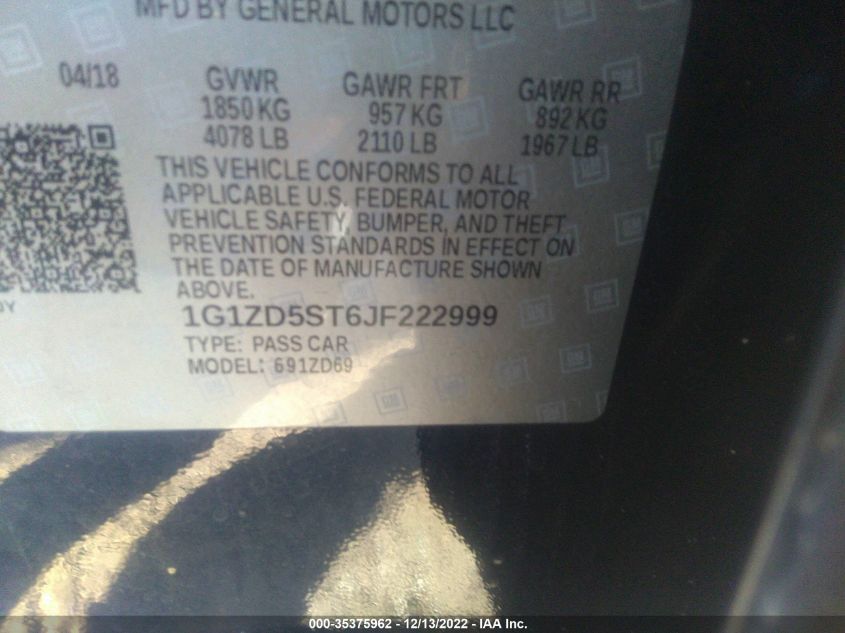 MFD BY GENERAL MOTORS LLC
04/18 GVWR GAWR FRT GAWR RR
1850 KG 957 KG 892 KG
4078 LB 2110 LB 1967 LB
THIS VEHICLE CONFORMS TO ALL
APPLICABLE U.S. FEDERAL MOTOR
VEHICLE SAFETY, BUMPER, AND THEFT
PREVENTION STANDARDS IN EFFECT ON
THE DATE OF MANUFACTURE SHOWN
ABOVE.
1G1ZD5ST6JF222999
TYPE: PASS CAR
MODEL: 691ZD69
000-35375962 - 12/13/2022 - IAA Inc.